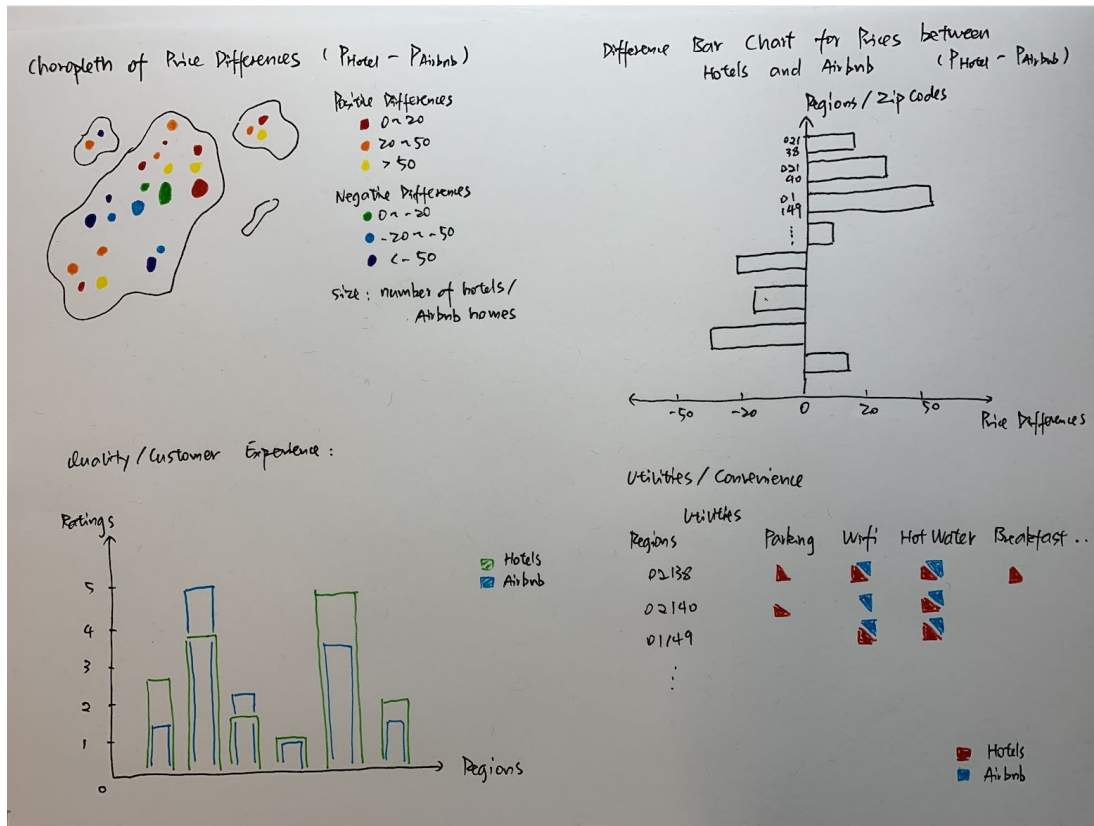 Choropleth of Price Differences (PHotel - PAirbnb)
Positive Differences
0~20
20~50
>50
Negative Differences
0~-20
-20~-50
<-50
Size: number of hotels/
Airbnb homes
Difference Bar Chart for Prices between
Hotels and Airbnb (PHotel - PAirbnb)
Regions/Zip Codes
021
38
021
40
01
149
-50
-20
0
20
50
Price Differences
Quality/Customer Experience:
Ratings
5
4
3
2
1
0
Regions
Hotels
Airbnb
Utilities/Convenience
Utilities
Regions Parking Wifi Hot Water Breakfast..
02138
02140
01149
⋮
Hotels
Airbnb